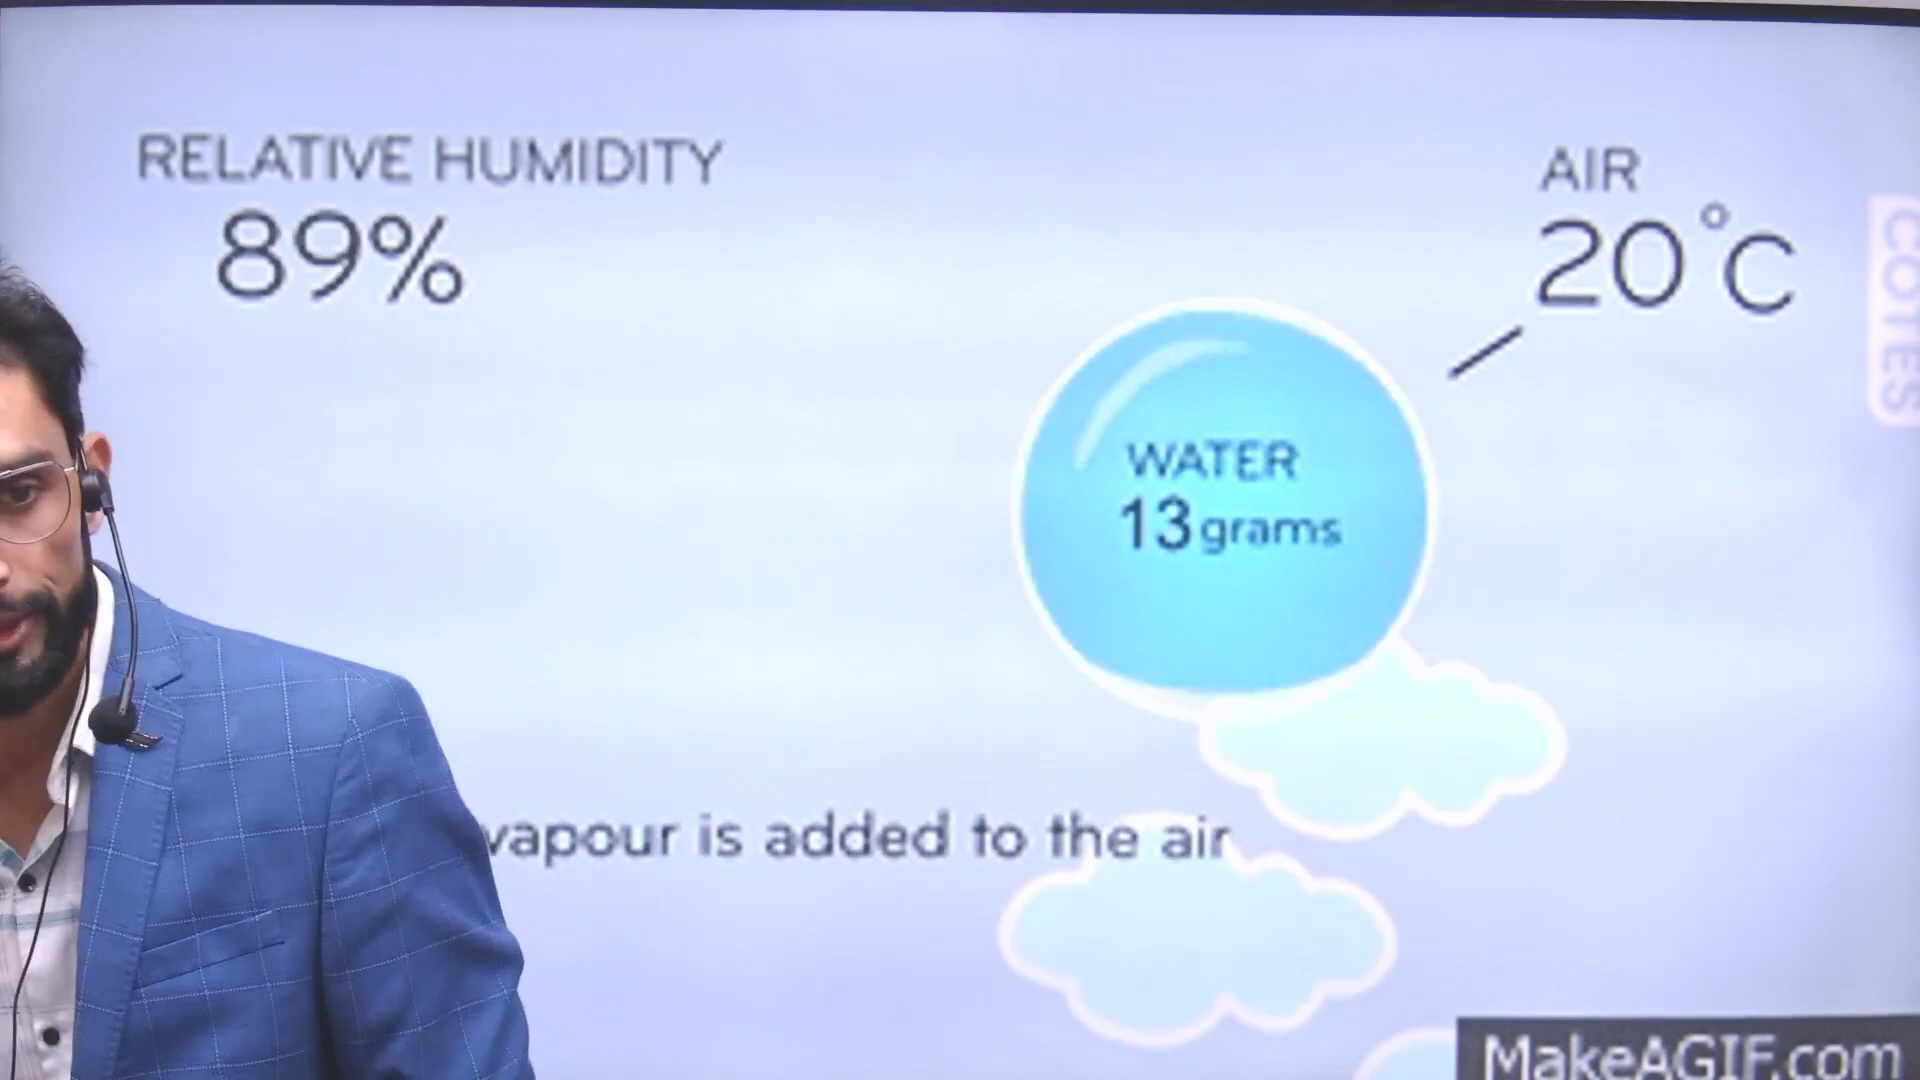 RELATIVE HUMIDITY
89%
AIR
20°C
COTES
WATER
13 grams
vapour is added to the air
MakeAGIF.com